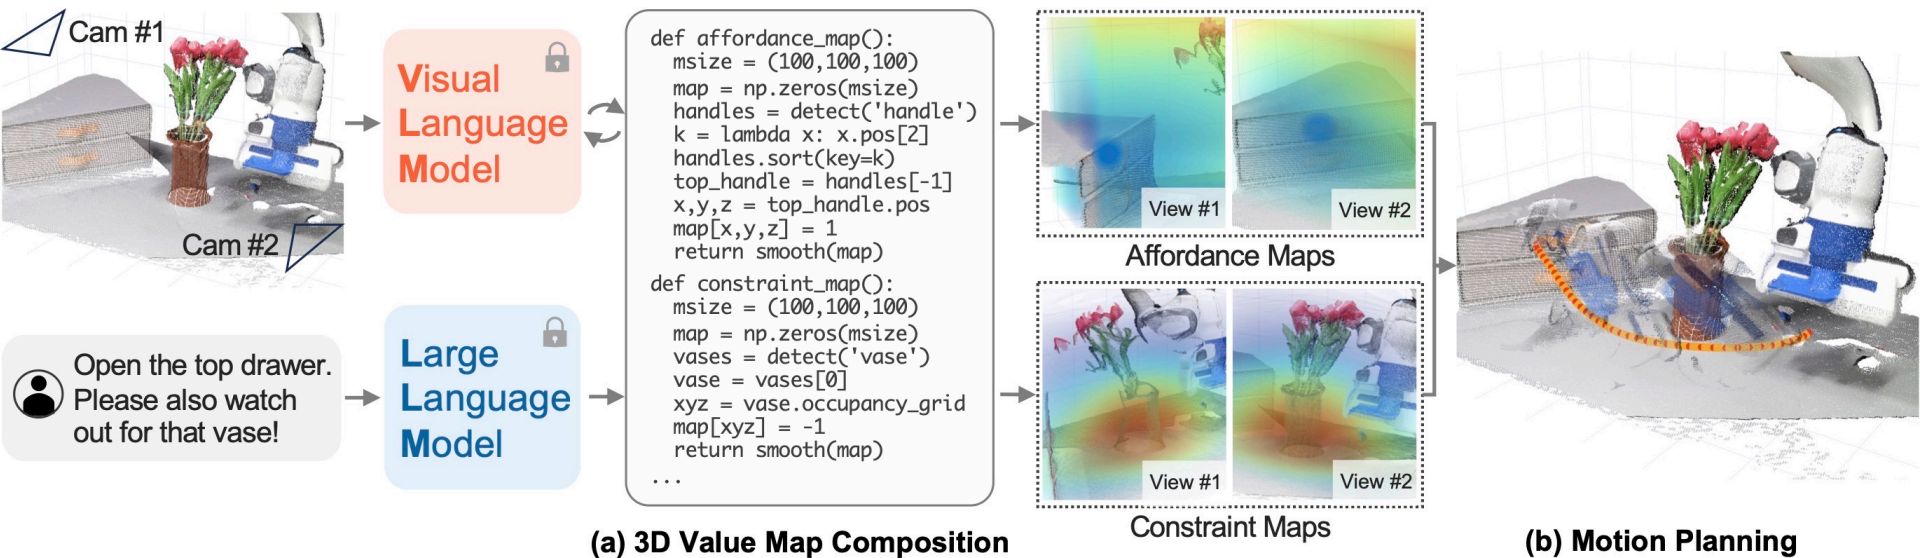 Cam #1
Cam #2
Visual
Language
Model
Open the top drawer.
Please also watch
out for that vase!
Large
Language
Model
def affordance_map():
  msize = (100,100,100)
  map = np.zeros(msize)
  handles = detect('handle')
  k = lambda x: x.pos[2]
  handles.sort(key=k)
  top_handle = handles[-1]
  x,y,z = top_handle.pos
  map[x,y,z] = 1
  return smooth(map)
def constraint_map():
  msize = (100,100,100)
  map = np.zeros(msize)
  vases = detect('vase')
  vase = vases[0]
  xyz = vase.occupancy_grid
  map[xyz] = -1
  return smooth(map)
...
View #1
View #2
Affordance Maps
View #1
View #2
Constraint Maps
(a) 3D Value Map Composition
(b) Motion Planning